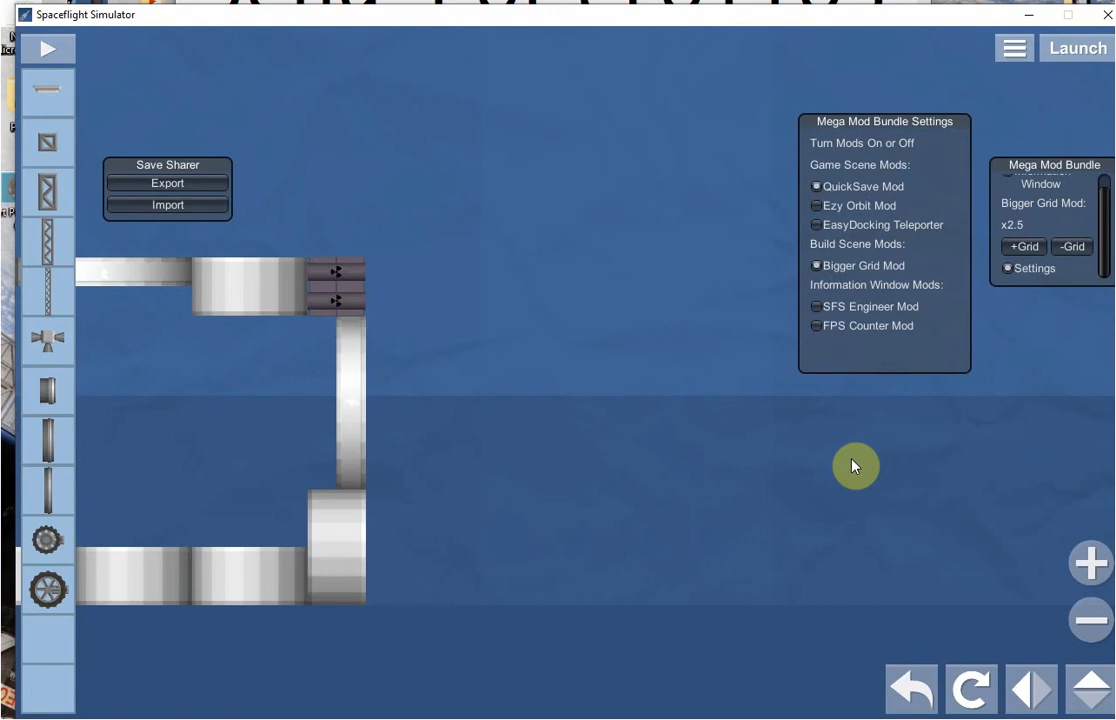 Spaceflight Simulator
Launch
Save Sharer
Export
Import
Mega Mod Bundle Settings
Turn Mods On or Off
Game Scene Mods:
QuickSave Mod
Ezy Orbit Mod
EasyDocking Teleporter
Build Scene Mods:
Bigger Grid Mod
Information Window Mods:
SFS Engineer Mod
FPS Counter Mod
Mega Mod Bundle
Window
Bigger Grid Mod:
x2.5
+Grid -Grid
Settings